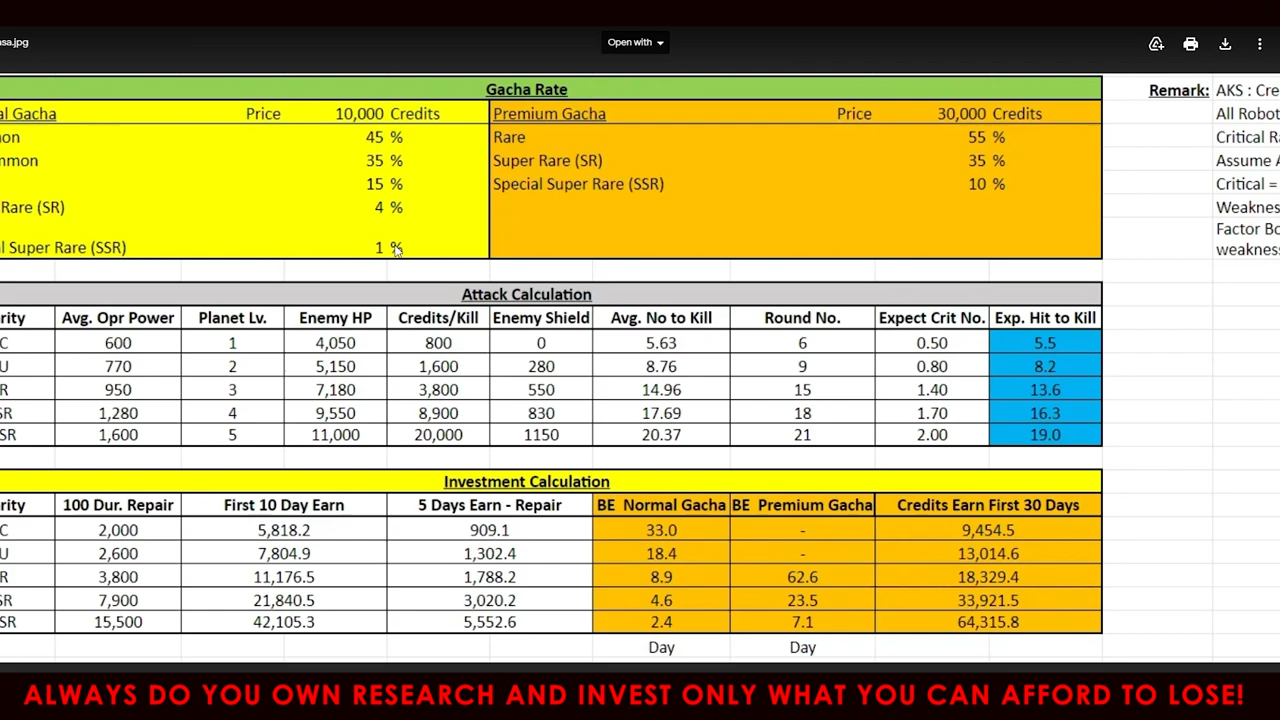 asa.jpg
Open with
Gacha Rate
Remark: AKS : Cre
al Gacha Price 10,000 Credits Premium Gacha Price 30,000 Credits All Robot
on 45 % Rare 55 % Critical Ra
mmon 35 % Super Rare (SR) 35 % Assume A
15 % Special Super Rare (SSR) 10 % Critical =
Rare (SR) 4 % Weakness
Factor Bo
l Super Rare (SSR) 1 % weakness
Attack Calculation
rity Avg. Opr Power Planet Lv. Enemy HP Credits/Kill Enemy Shield Avg. No to Kill Round No. Expect Crit No. Exp. Hit to Kill
C 600 1 4,050 800 0 5.63 6 0.50 5.5
U 770 2 5,150 1,600 280 8.76 9 0.80 8.2
R 950 3 7,180 3,800 550 14.96 15 1.40 13.6
SR 1,280 4 9,550 8,900 830 17.69 18 1.70 16.3
SR 1,600 5 11,000 20,000 1150 20.37 21 2.00 19.0
Investment Calculation
rity 100 Dur. Repair First 10 Day Earn 5 Days Earn - Repair BE Normal Gacha BE Premium Gacha Credits Earn First 30 Days
C 2,000 5,818.2 909.1 33.0 - 9,454.5
U 2,600 7,804.9 1,302.4 18.4 - 13,014.6
R 3,800 11,176.5 1,788.2 8.9 62.6 18,329.4
SR 7,900 21,840.5 3,020.2 4.6 23.5 33,921.5
SR 15,500 42,105.3 5,552.6 2.4 7.1 64,315.8
Day Day
ALWAYS DO YOU OWN RESEARCH AND INVEST ONLY WHAT YOU CAN AFFORD TO LOSE!